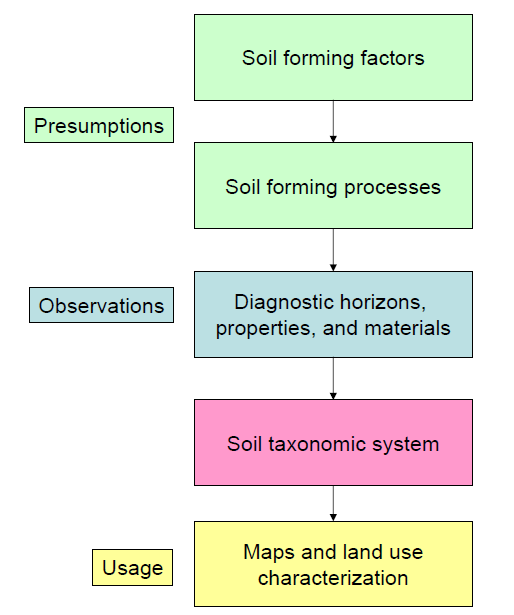 Soil forming factors
Presumptions
Soil forming processes
Observations
Diagnostic horizons,
properties, and materials
Soil taxonomic system
Usage
Maps and land use
characterization